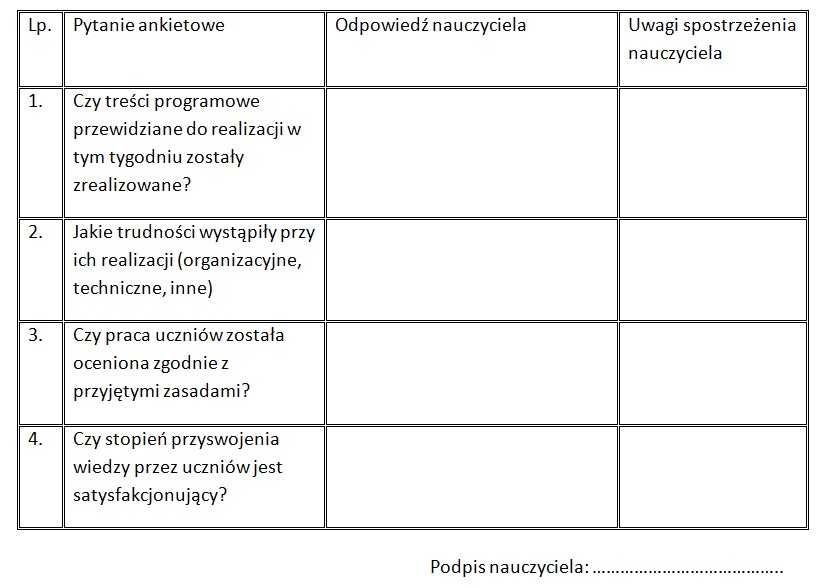 Lp. Pytanie ankietowe Odpowiedź nauczyciela Uwagi spostrzeżenia
nauczyciela
1. Czy treści programowe
przewidziane do realizacji w
tym tygodniu zostały
zrealizowane?
2. Jakie trudności wystąpiły przy
ich realizacji (organizacyjne,
techniczne, inne)
3. Czy praca uczniów została
oceniona zgodnie z
przyjętymi zasadami?
4. Czy stopień przyswojenia
wiedzy przez uczniów jest
satysfakcjonujący?
Podpis nauczyciela: …………………………………..